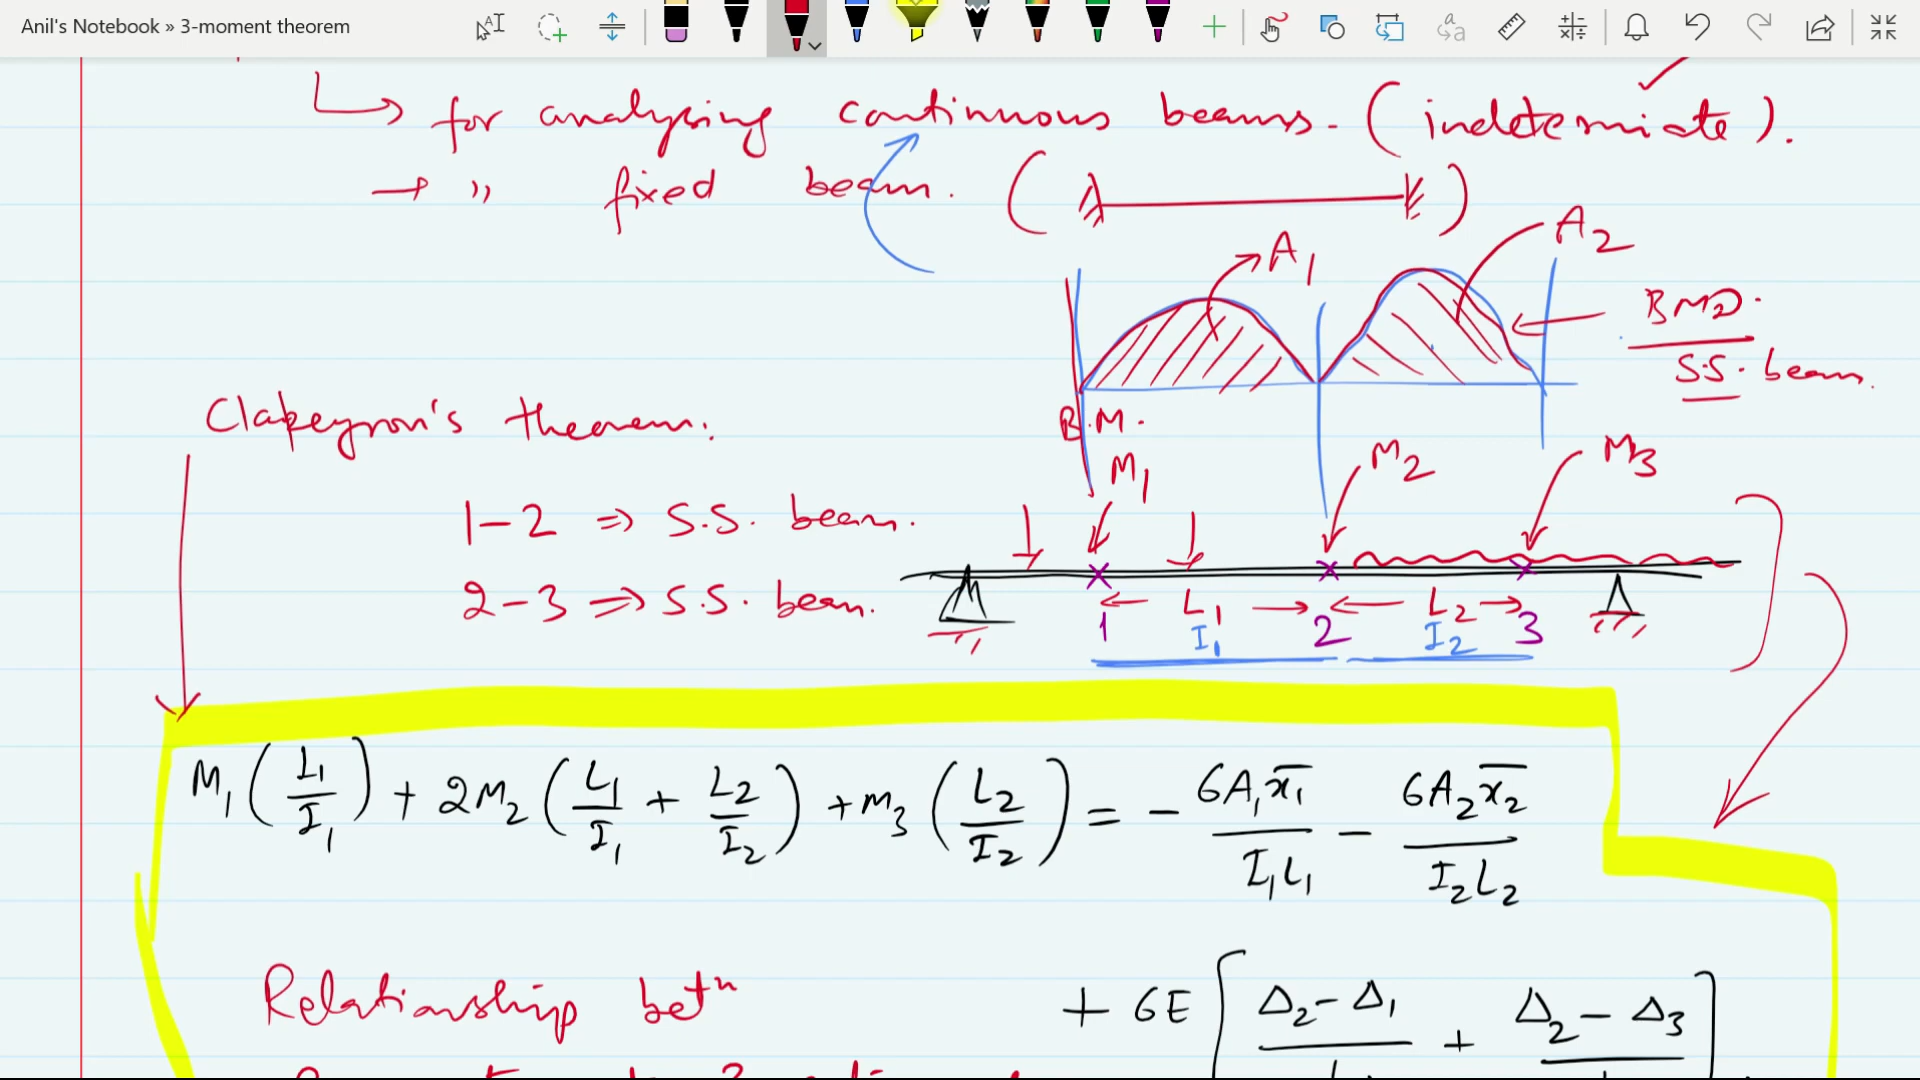 Anil's Notebook » 3-moment theorem
for analysing continuous beams. (indetermiate).
→ " fixed beam. ( )
A1
A2
BMD.
S.S. beam.
Clapeyron's theorem.
B.M.
M1
M2
M3
1-2 ⇒ S.S. beam.
2-3 ⇒ S.S. beam.
← L1 → ← L2 →
1 I1 2 I2 3
M1 (L1/I1) + 2M2 (L1/I1 + L2/I2) + M3 (L2/I2) = - 6A1x̄1/I1L1 - 6A2x̄2/I2L2
Relationship betn
+ 6E [ Δ2-Δ1 + Δ2-Δ3 ]